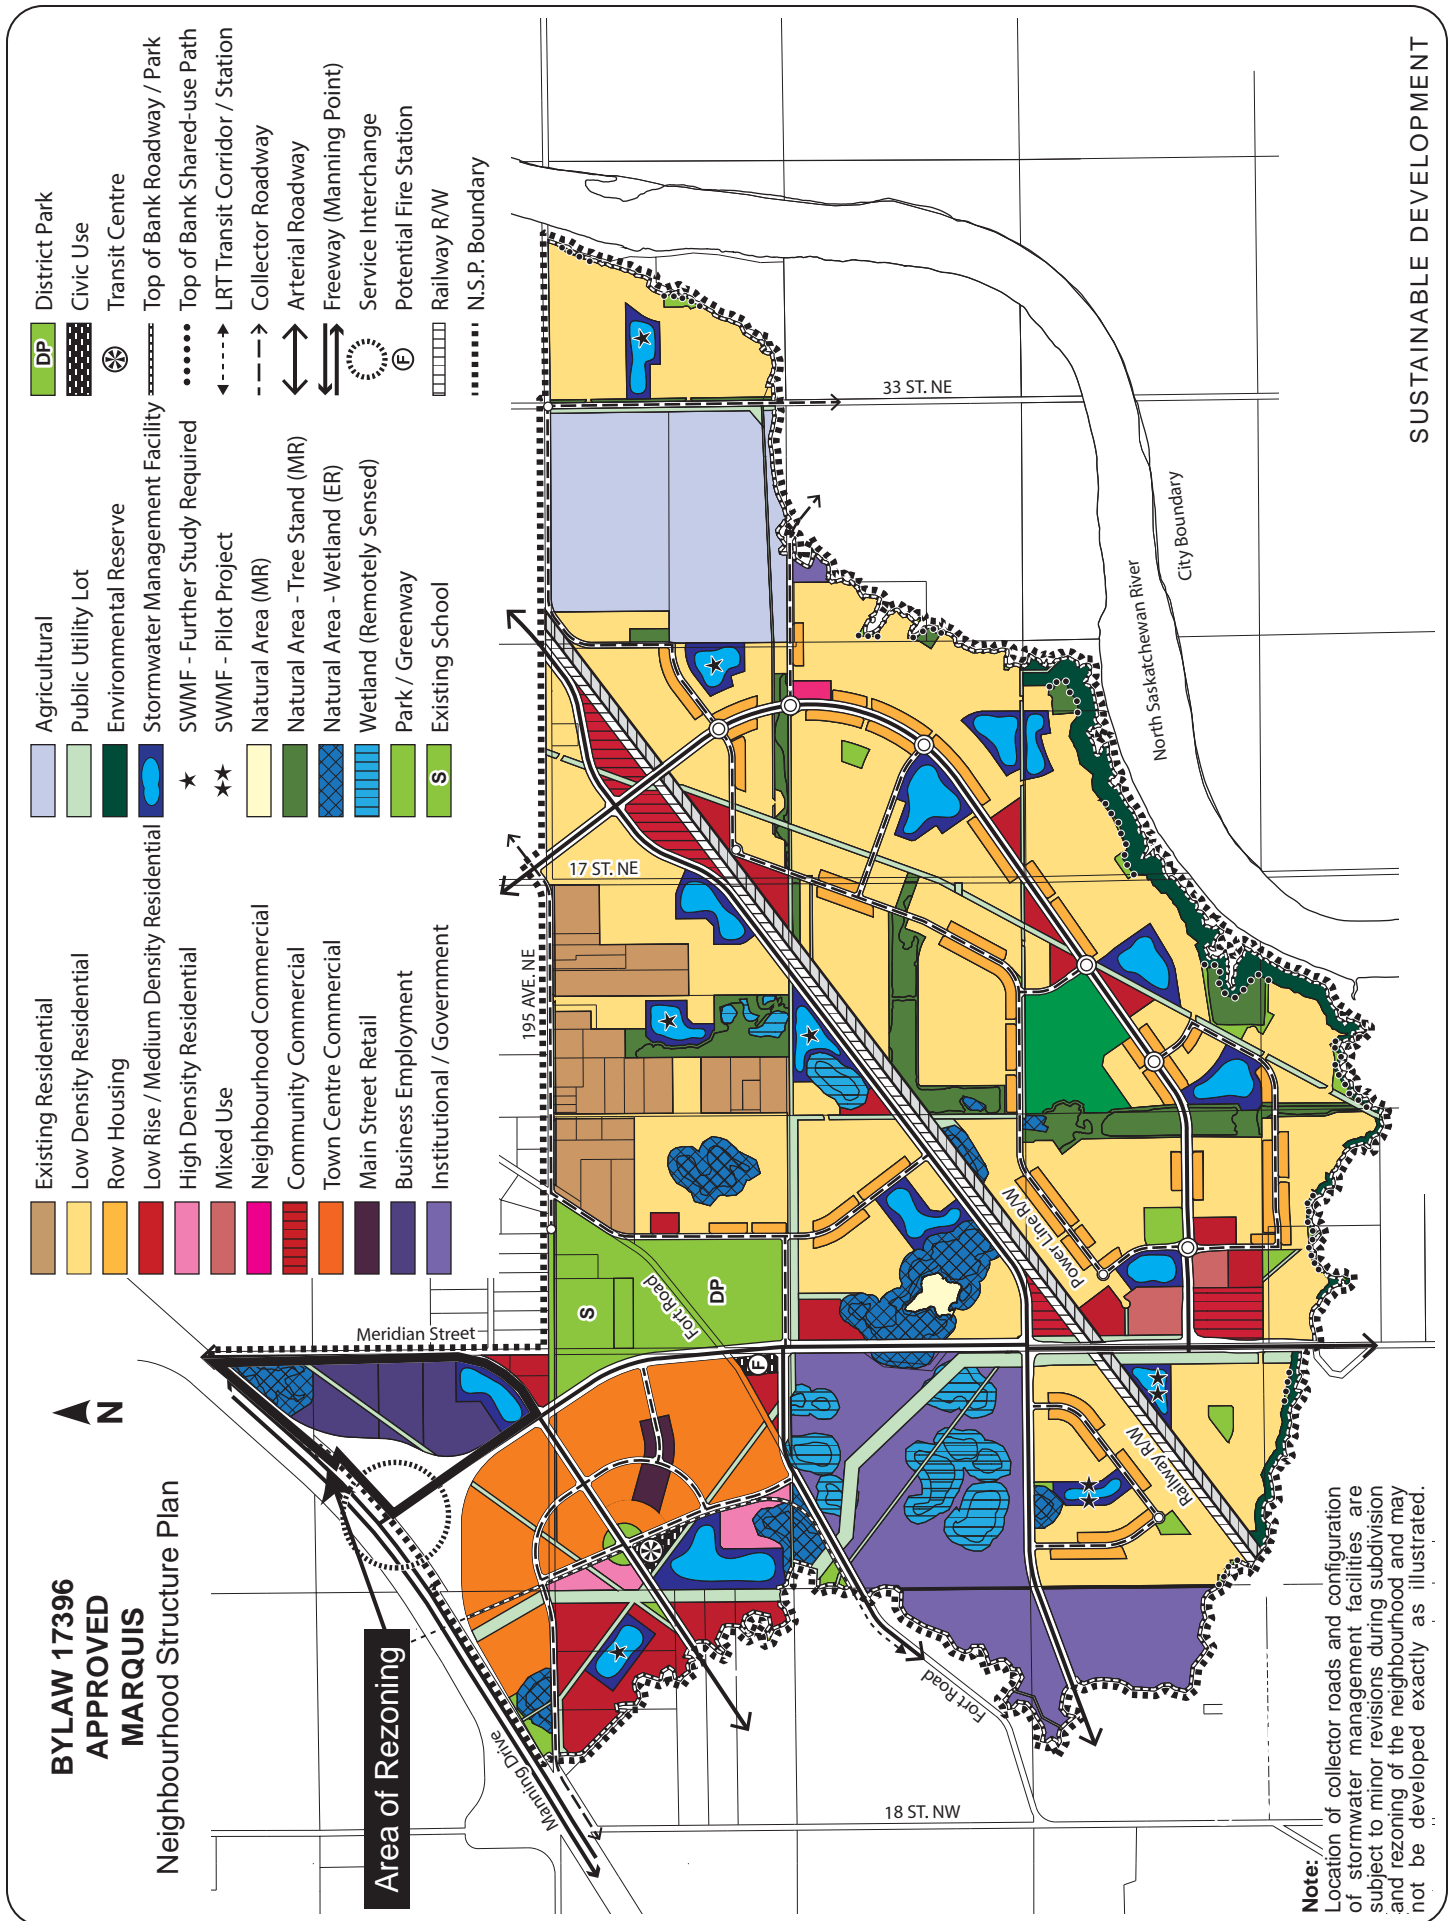 BYLAW 17396
APPROVED
MARQUIS
Neighbourhood Structure Plan
N
Existing Residential
Low Density Residential
Row Housing
Low Rise / Medium Density Residential
High Density Residential
Mixed Use
Neighbourhood Commercial
Community Commercial
Town Centre Commercial
Main Street Retail
Business Employment
Institutional / Government
Agricultural
Public Utility Lot
Environmental Reserve
Stormwater Management Facility
SWMF - Further Study Required
SWMF - Pilot Project
Natural Area (MR)
Natural Area - Tree Stand (MR)
Natural Area - Wetland (ER)
Wetland (Remotely Sensed)
Park / Greenway
S
Existing School
DP
District Park
Civic Use
Transit Centre
Top of Bank Roadway / Park
Top of Bank Shared-use Path
LRT Transit Corridor / Station
Collector Roadway
Arterial Roadway
Freeway (Manning Point)
Service Interchange
F
Potential Fire Station
Railway R/W
N.S.P. Boundary
Area of Rezoning
Meridian Street
195 AVE. NE
17 ST. NE
33 ST. NE
Manning Drive
S
Fort Road
DP
F
Power Line R/W
Railway R/W
Fort Road
18 ST. NW
North Saskatchewan River
City Boundary
Note:
Location of collector roads and configuration
of stormwater management facilities are
subject to minor revisions during subdivision
and rezoning of the neighbourhood and may
not be developed exactly as illustrated.
SUSTAINABLE DEVELOPMENT